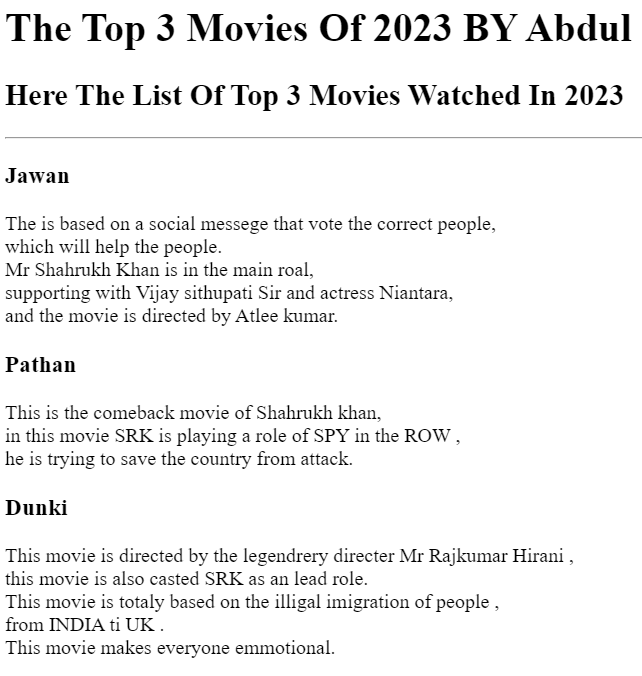 The Top 3 Movies Of 2023 BY Abdul
Here The List Of Top 3 Movies Watched In 2023
Jawan
The is based on a social messege that vote the correct people,
which will help the people.
Mr Shahrukh Khan is in the main roal,
supporting with Vijay sithupati Sir and actress Niantara,
and the movie is directed by Atlee kumar.
Pathan
This is the comeback movie of Shahrukh khan,
in this movie SRK is playing a role of SPY in the ROW ,
he is trying to save the country from attack.
Dunki
This movie is directed by the legendrery directer Mr Rajkumar Hirani ,
this movie is also casted SRK as an lead role.
This movie is totaly based on the illigal imigration of people ,
from INDIA ti UK .
This movie makes everyone emmotional.